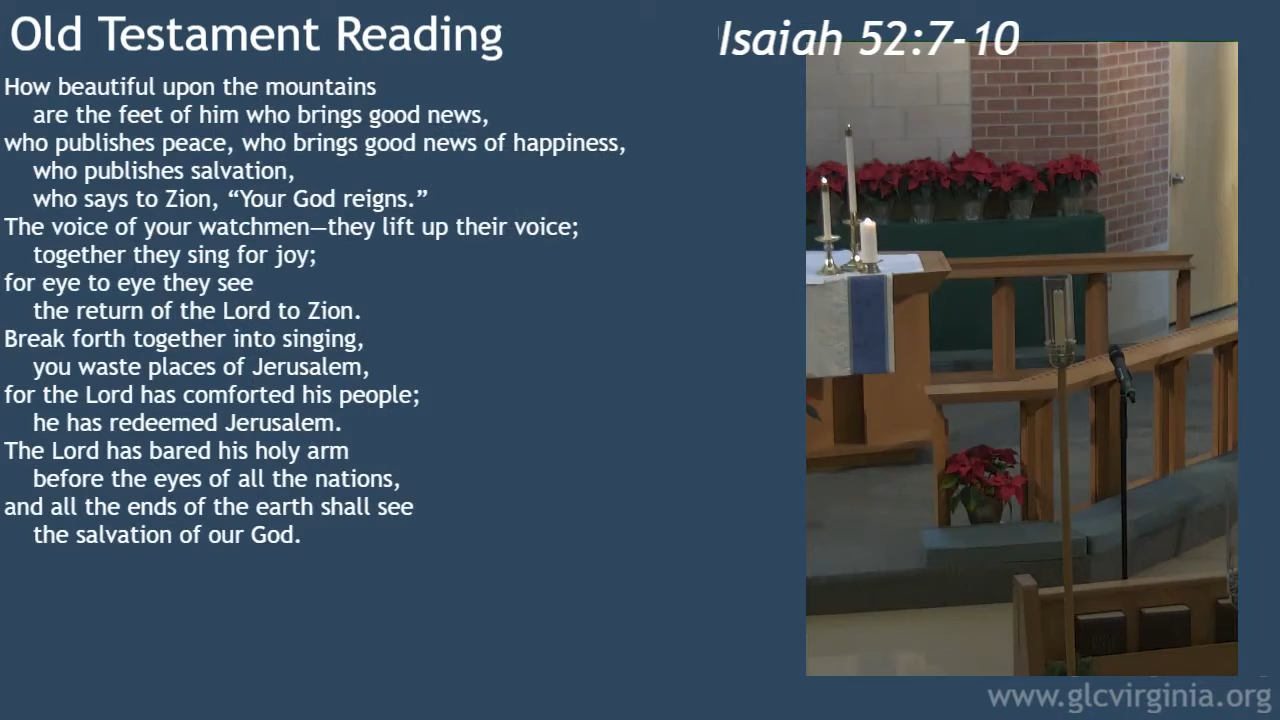 Old Testament Reading
Isaiah 52:7-10
How beautiful upon the mountains
are the feet of him who brings good news,
who publishes peace, who brings good news of happiness,
who publishes salvation,
who says to Zion, “Your God reigns.”
The voice of your watchmen—they lift up their voice;
together they sing for joy;
for eye to eye they see
the return of the Lord to Zion.
Break forth together into singing,
you waste places of Jerusalem,
for the Lord has comforted his people;
he has redeemed Jerusalem.
The Lord has bared his holy arm
before the eyes of all the nations,
and all the ends of the earth shall see
the salvation of our God.
www.glcvirginia.org